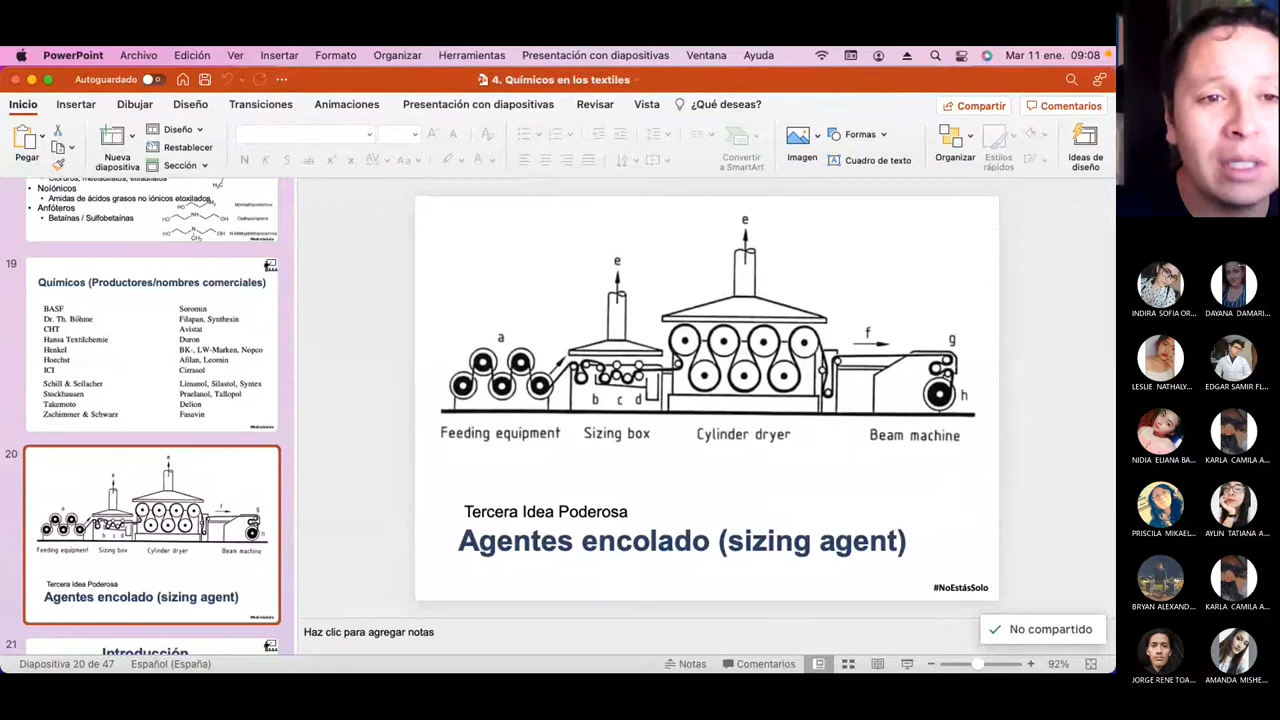 PowerPoint Archivo Edición Ver Insertar Formato Organizar Herramientas Presentación con diapositivas Ventana Ayuda Mar 11 ene. 09:08
Autoguardado 4. Químicos en los textiles
Inicio Insertar Dibujar Diseño Transiciones Animaciones Presentación con diapositivas Revisar Vista ¿Qué deseas? Compartir Comentarios
Pegar
Nueva diapositiva
Diseño
Restablecer
Sección
N K S ab x² x₂ AV Aa A
Convertir a SmartArt
Imagen
Formas
Cuadro de texto
Organizar
Estilos rápidos
Ideas de diseño
Noiónicos
Amidas de ácidos grasos no iónicos etoxilados
Anfóteros
Betaínas / Sulfobetaínas
19
Químicos (Productores/nombres comerciales)
BASF Soromin
Dr. Th. Böhme Filapan, Synthesin
CHT Avistat
Hansa Textilchemie Duron
Henkel BK-, LW-Marken, Nopco
Hoechst Afilan, Leomin
ICI Cirrasol
Schill & Seilacher Limanol, Silastol, Syntex
Stockhausen Praelanol, Tallopol
Takemoto Delion
Zschimmer & Schwarz Fasavin
20
Feeding equipment Sizing box Cylinder dryer Beam machine
Tercera Idea Poderosa
Agentes encolado (sizing agent)
21
Introducción
a e b c d e f g h
Feeding equipment Sizing box Cylinder dryer Beam machine
Tercera Idea Poderosa
Agentes encolado (sizing agent)
#NoEstásSolo
Haz clic para agregar notas
No compartido
Diapositiva 20 de 47 Español (España) Notas Comentarios 92%
INDIRA SOFIA OR... DAYANA DAMARI...
LESLIE NATHALY... EDGAR SAMIR FL...
NIDIA ELIANA BA... KARLA CAMILA A...
PRISCILA MIKAEL... AYLIN TATIANA A...
BRYAN ALEXAND... KARLA CAMILA A...
JORGE RENE TOA... AMANDA MISHE...